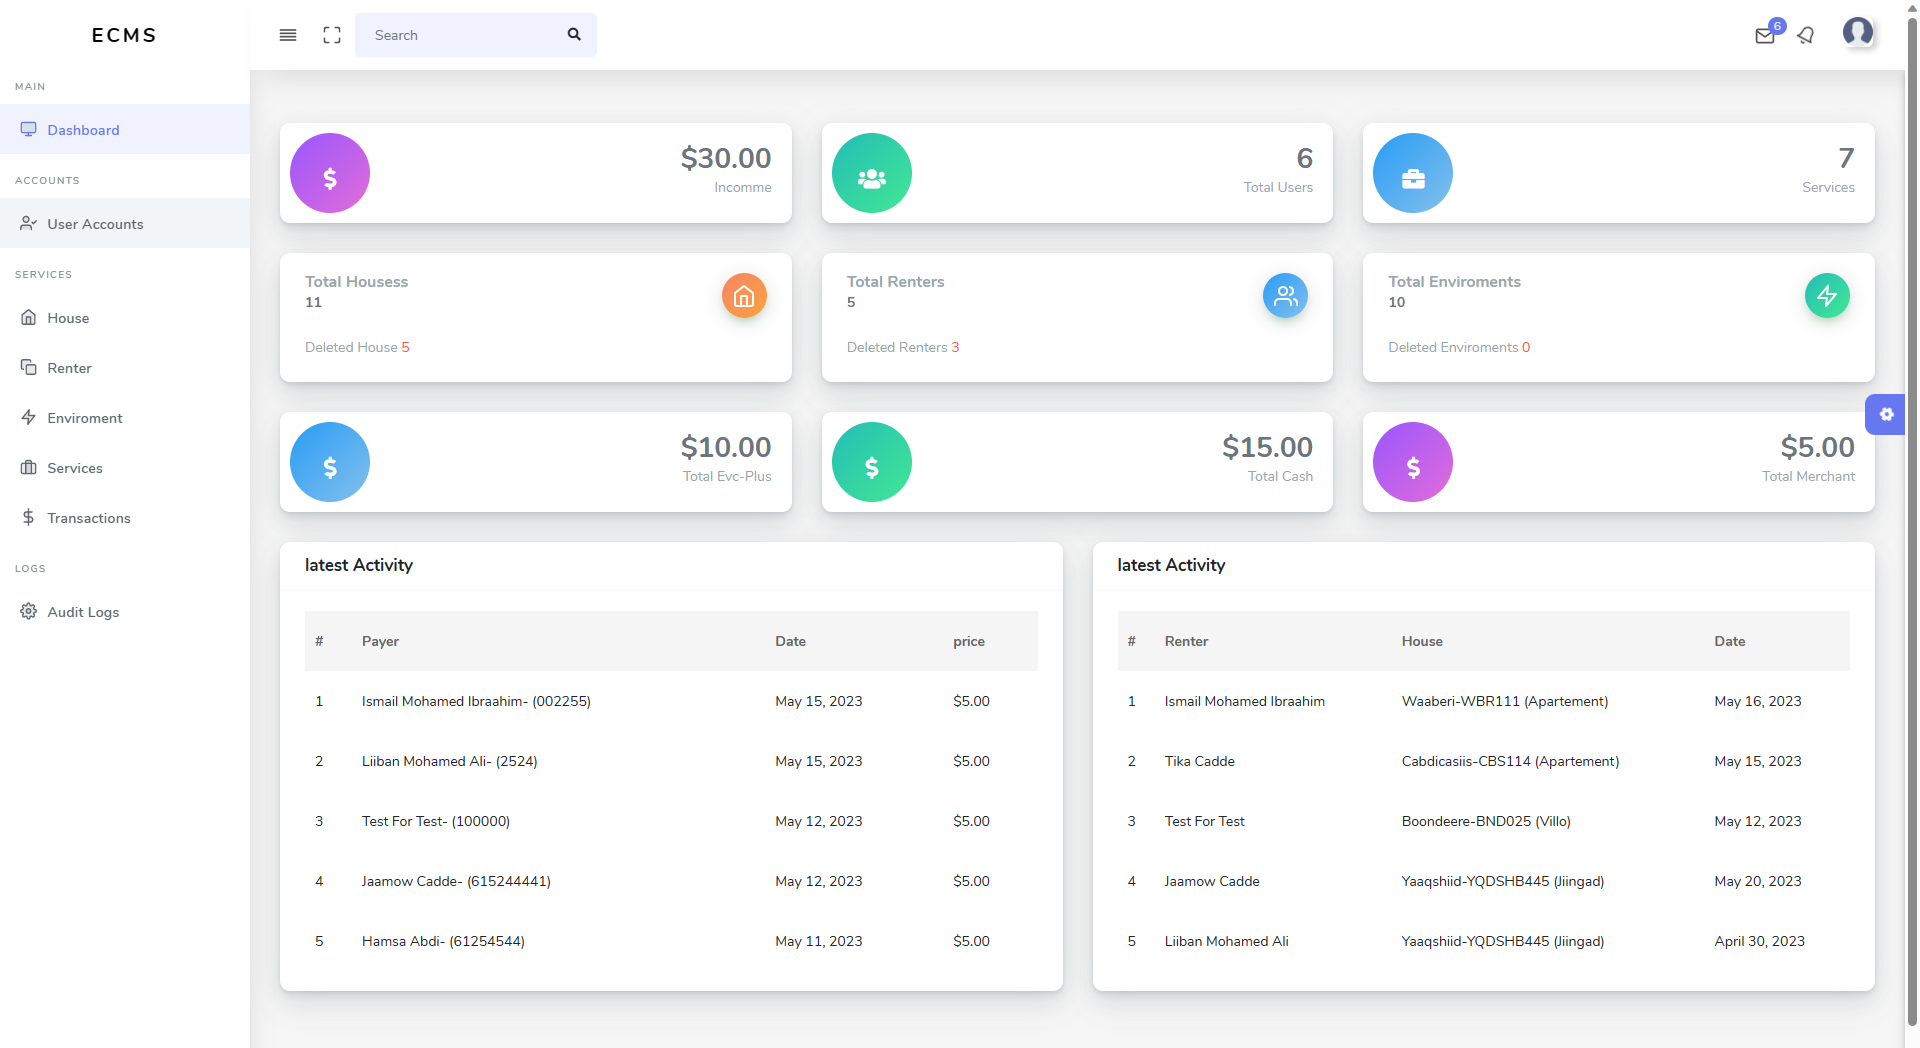 ECMS
Search
6
MAIN
Dashboard
ACCOUNTS
User Accounts
SERVICES
House
Renter
Enviroment
Services
Transactions
LOGS
Audit Logs
$30.00
Incomme
6
Total Users
7
Services
Total Housess
11
Deleted House 5
Total Renters
5
Deleted Renters 3
Total Enviroments
10
Deleted Enviroments 0
$10.00
Total Evc-Plus
$15.00
Total Cash
$5.00
Total Merchant
latest Activity
# Payer Date price
1 Ismail Mohamed Ibraahim- (002255) May 15, 2023 $5.00
2 Liiban Mohamed Ali- (2524) May 15, 2023 $5.00
3 Test For Test- (100000) May 12, 2023 $5.00
4 Jaamow Cadde- (615244441) May 12, 2023 $5.00
5 Hamsa Abdi- (61254544) May 11, 2023 $5.00
latest Activity
# Renter House Date
1 Ismail Mohamed Ibraahim Waaberi-WBR111 (Apartement) May 16, 2023
2 Tika Cadde Cabdicasiis-CBS114 (Apartement) May 15, 2023
3 Test For Test Boondeere-BND025 (Villo) May 12, 2023
4 Jaamow Cadde Yaaqshiid-YQDSHB445 (Jiingad) May 20, 2023
5 Liiban Mohamed Ali Yaaqshiid-YQDSHB445 (Jiingad) April 30, 2023